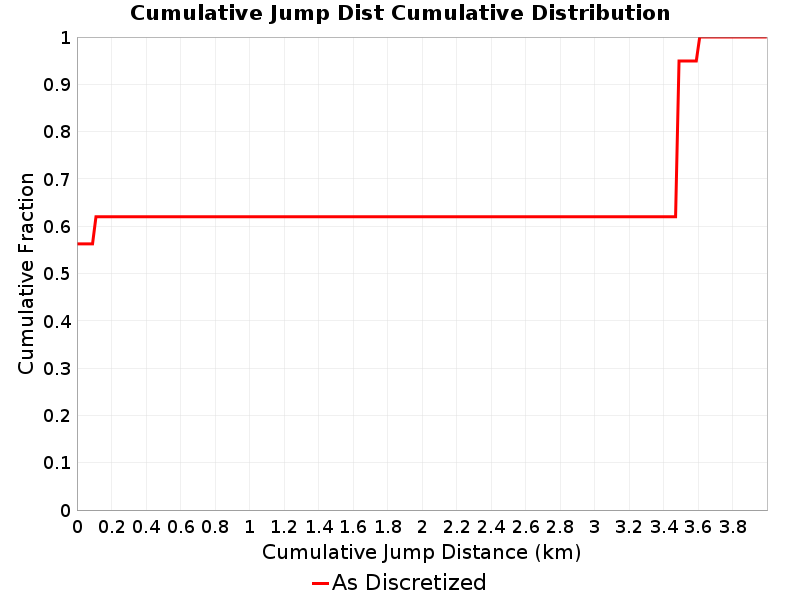 Cumulative Jump Dist Cumulative Distribution
Cumulative Fraction
1
0.9
0.8
0.7
0.6
0.5
0.4
0.3
0.2
0.1
0
0 0.2 0.4 0.6 0.8 1 1.2 1.4 1.6 1.8 2 2.2 2.4 2.6 2.8 3 3.2 3.4 3.6 3.8
Cumulative Jump Distance (km)
As Discretized